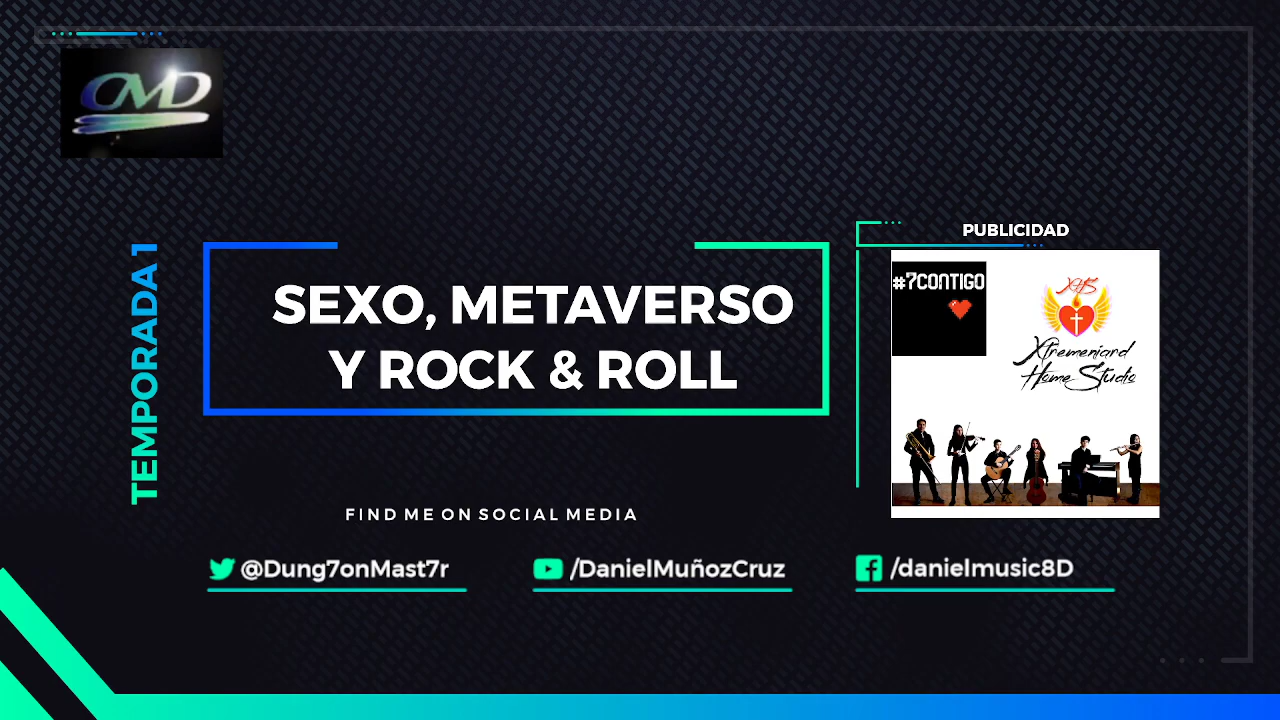 CMD
TEMPORADA 1
SEXO, METAVERSO
Y ROCK & ROLL
PUBLICIDAD
#7CONTIGO
XHS
Xtremeniard
Home Studio
FIND ME ON SOCIAL MEDIA
@Dung7onMast7r
/DanielMuñozCruz
/danielmusic8D